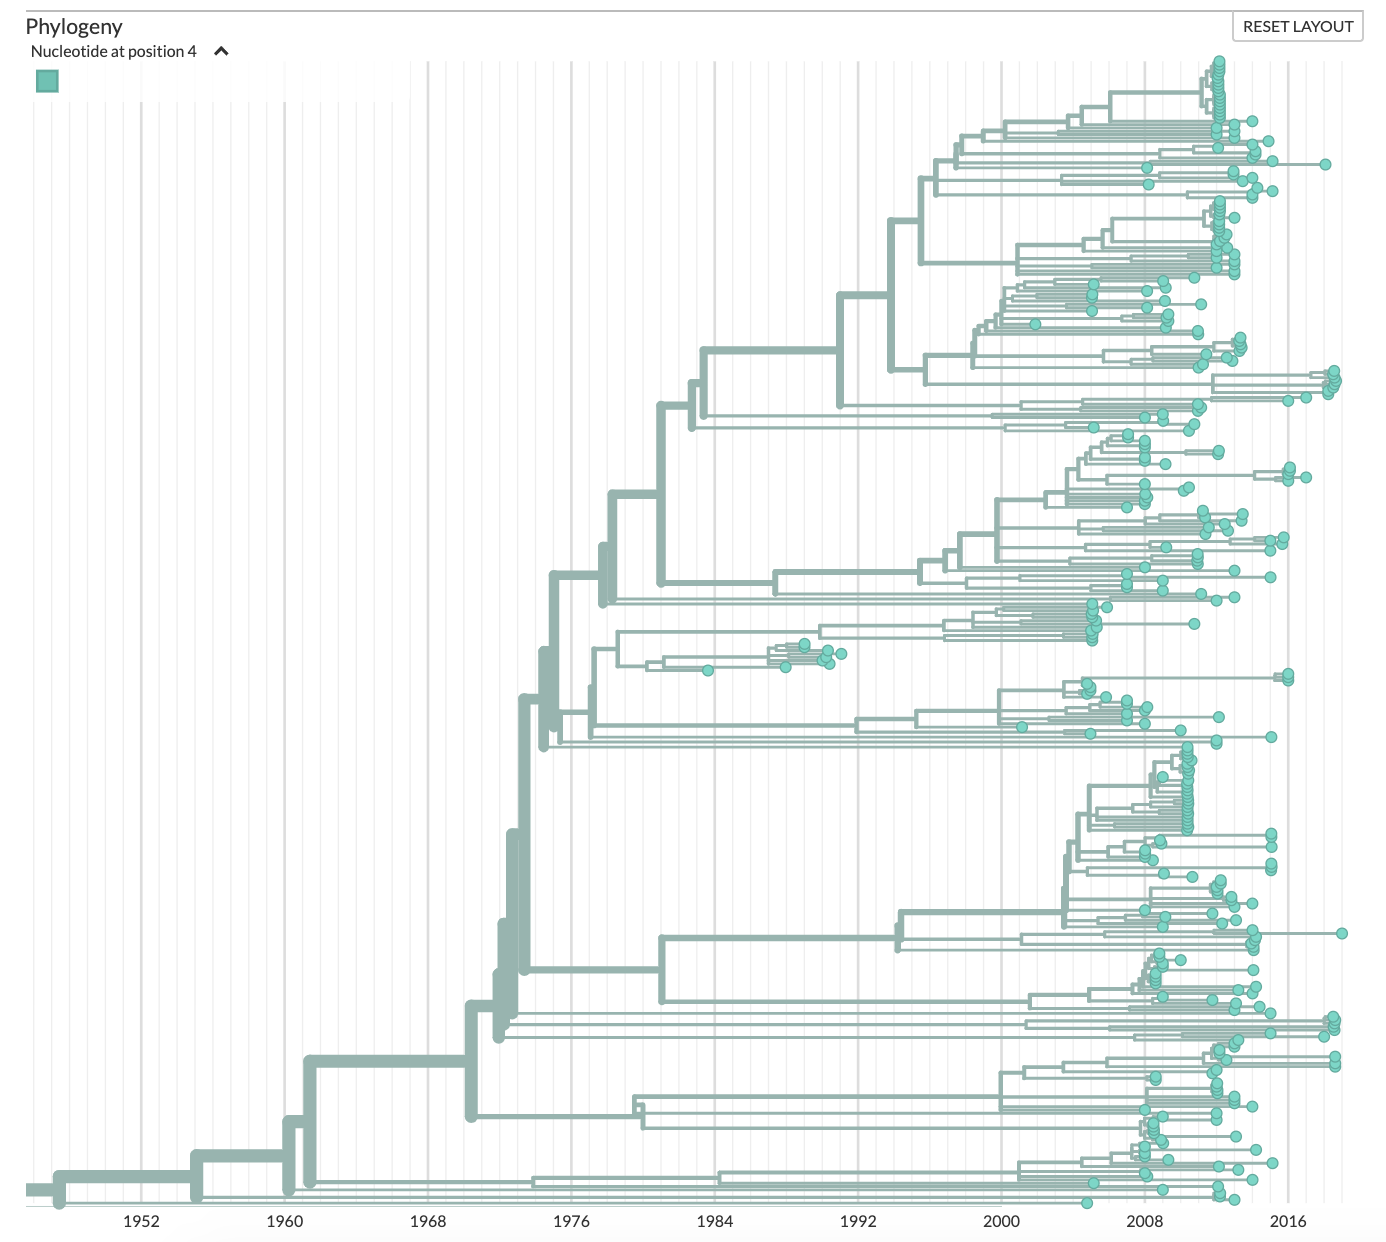 Phylogeny
RESET LAYOUT
Nucleotide at position 4
1952 1960 1968 1976 1984 1992 2000 2008 2016